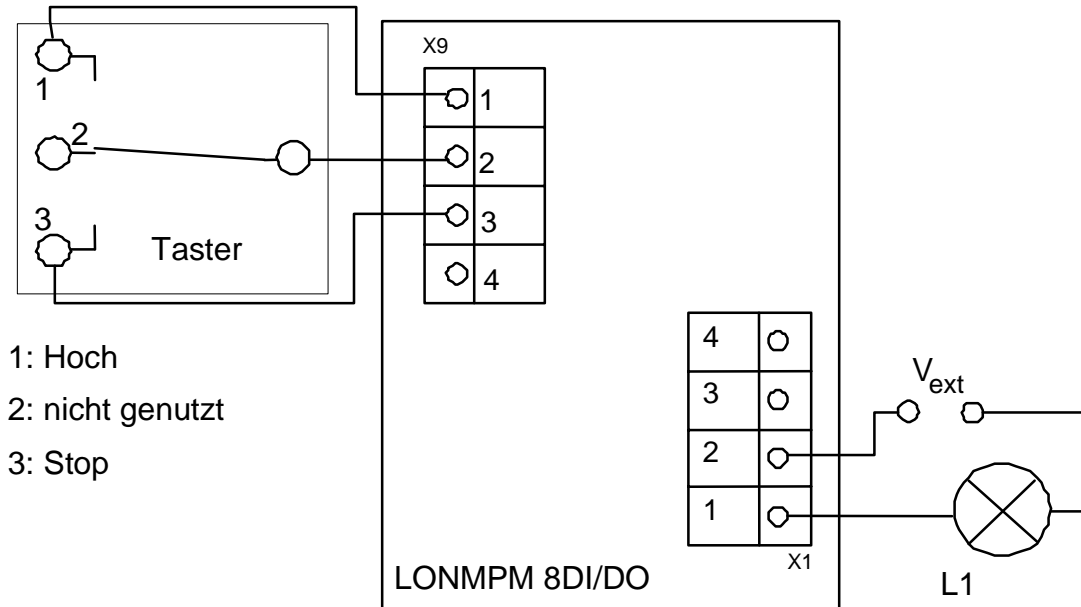 X9
1
2
3
Taster
1
2
3
4
1: Hoch
2: nicht genutzt
3: Stop
4
3
2
1
X1
V_ext
L1
LONMPM 8DI/DO